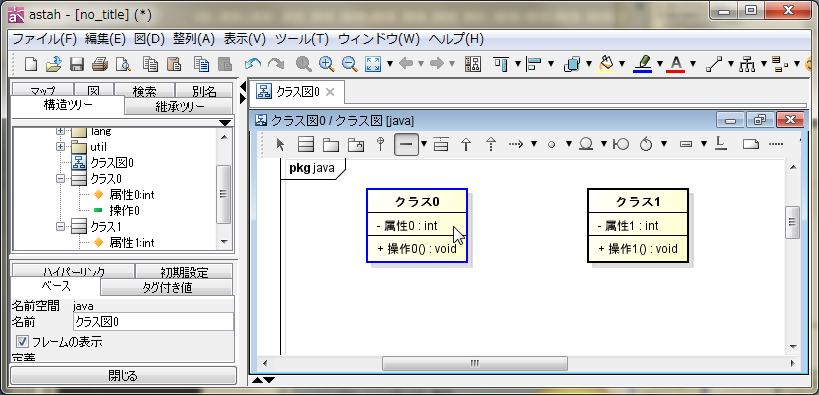 astah - [no_title] (*)
ファイル(F) 編集(E) 図(D) 整列(A) 表示(V) ツール(T) ウィンドウ(W) ヘルプ(H)
マップ 図 検索 別名
構造ツリー 継承ツリー
lang
util
クラス図0
クラス0
属性0:int
操作0
クラス1
属性1:int
ハイパーリンク 初期設定
ベース タグ付き値
名前空間 java
名前 クラス図0
フレームの表示
定義
閉じる
クラス図0
クラス図0 / クラス図 [java]
pkg java
クラス0
- 属性0 : int
+ 操作0() : void
クラス1
- 属性1 : int
+ 操作1() : void